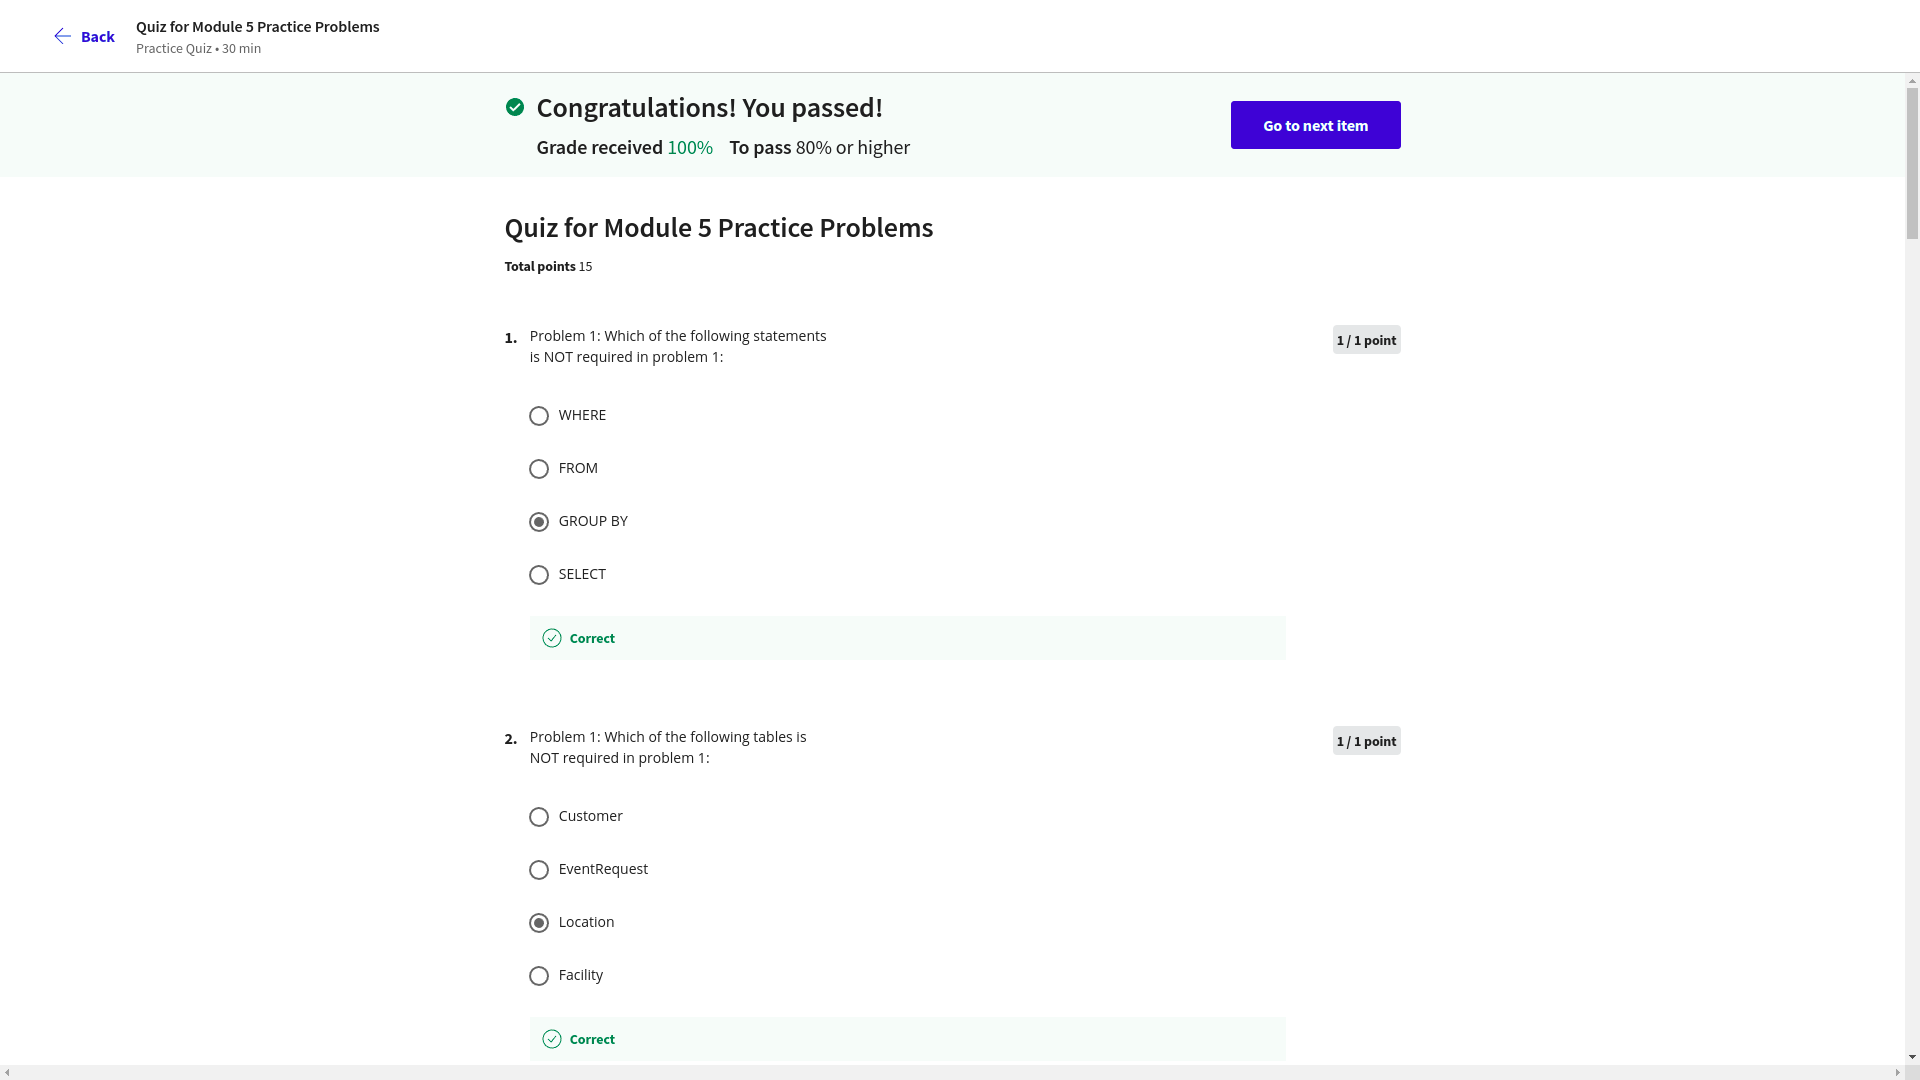 Back
Quiz for Module 5 Practice Problems
Practice Quiz • 30 min
Congratulations! You passed!
Grade received 100% To pass 80% or higher
Go to next item
Quiz for Module 5 Practice Problems
Total points 15
1. Problem 1: Which of the following statements
is NOT required in problem 1:
1 / 1 point
WHERE
FROM
GROUP BY
SELECT
Correct
2. Problem 1: Which of the following tables is
NOT required in problem 1:
1 / 1 point
Customer
EventRequest
Location
Facility
Correct